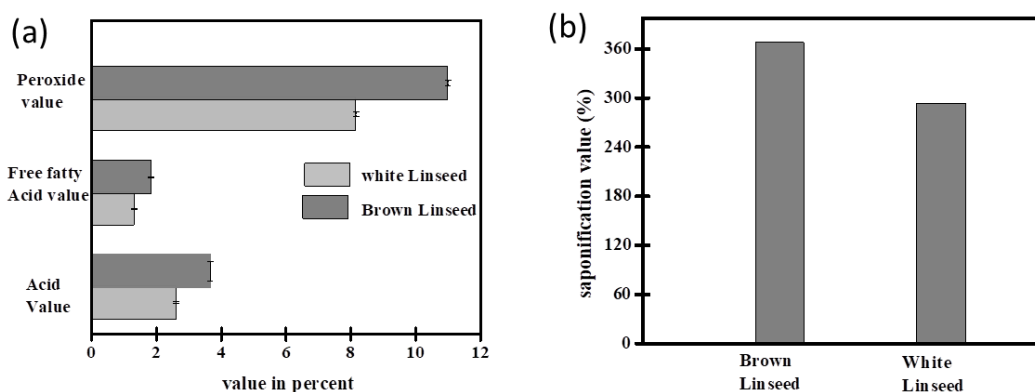 (a)
Peroxide
value
Free fatty
Acid value
Acid
Value
white Linseed
Brown Linseed
0 2 4 6 8 10 12
value in percent
(b)
saponification value (%)
360
300
240
180
120
60
0
Brown
Linseed
White
Linseed